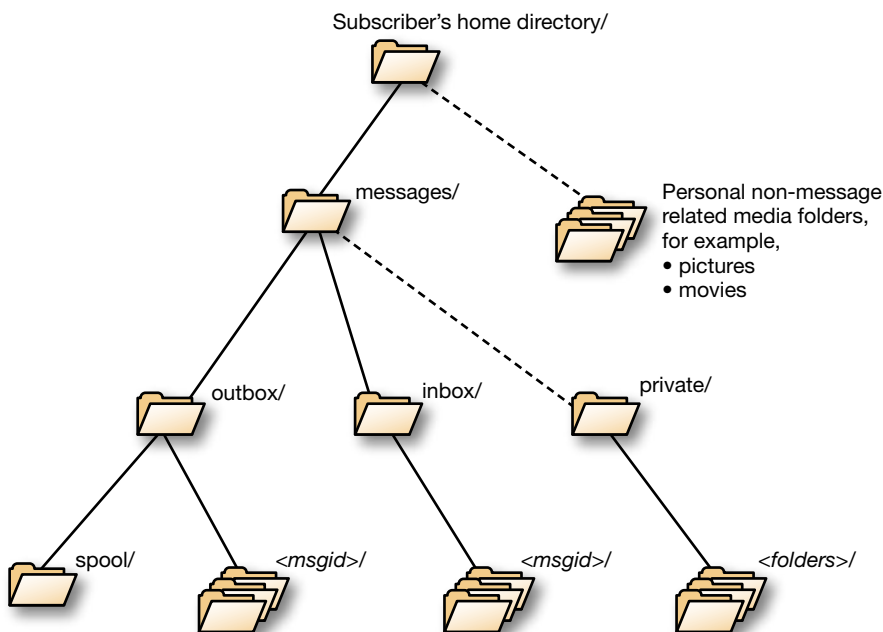 Subscriber’s home directory/
messages/
Personal non-message
related media folders,
for example,
• pictures
• movies
outbox/
inbox/
private/
spool/
<msgid>/
<msgid>/
<folders>/